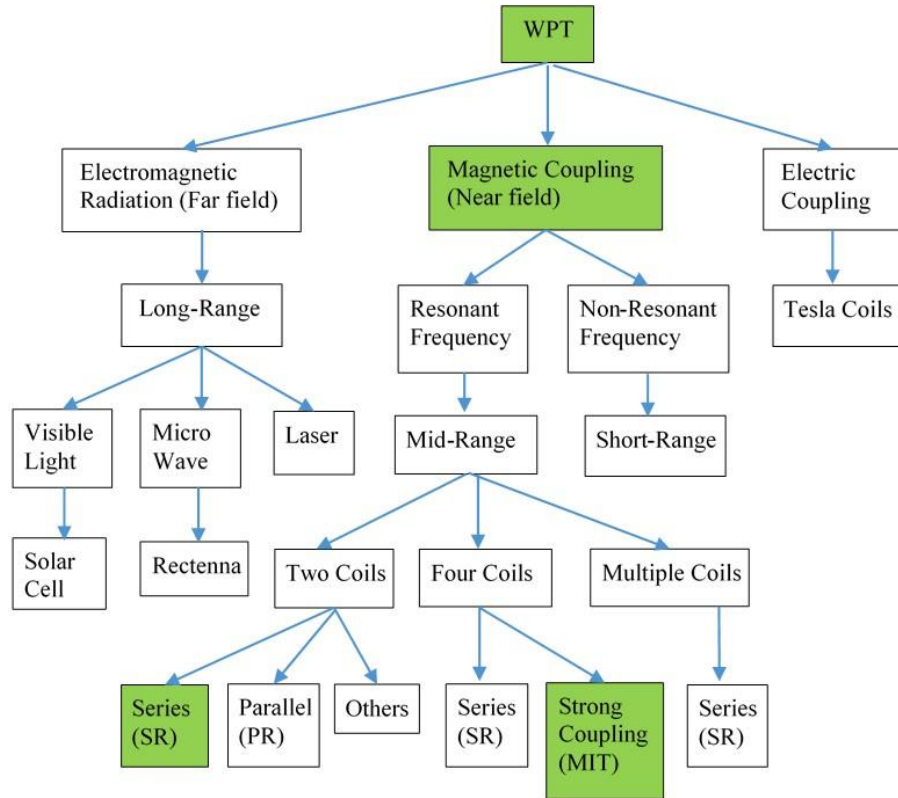 WPT
Electromagnetic
Radiation (Far field)
Magnetic Coupling
(Near field)
Electric
Coupling
Long-Range
Resonant
Frequency
Non-Resonant
Frequency
Tesla Coils
Visible
Light
Micro
Wave
Laser
Mid-Range
Short-Range
Solar
Cell
Rectenna
Two Coils
Four Coils
Multiple Coils
Series
(SR)
Parallel
(PR)
Others
Series
(SR)
Strong
Coupling
(MIT)
Series
(SR)